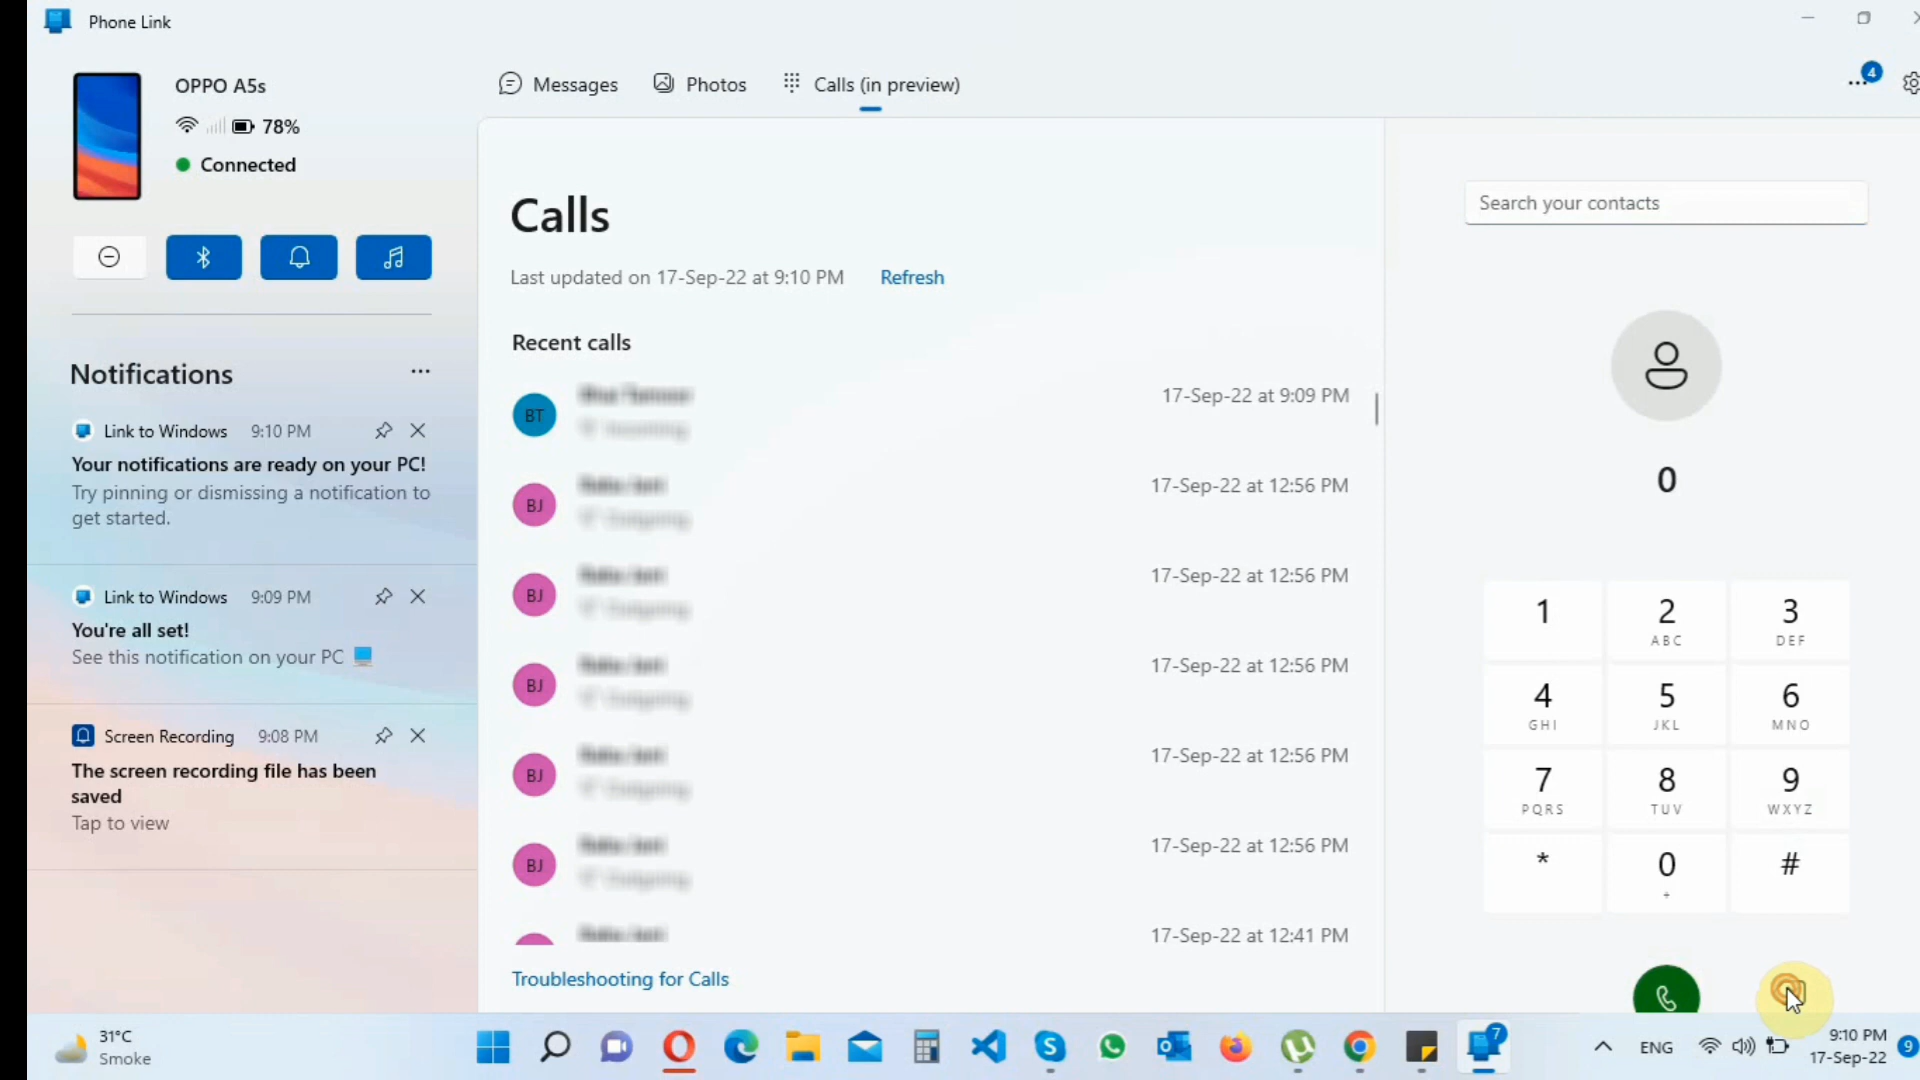 Phone Link
OPPO A5s
78%
Connected
Notifications
Link to Windows 9:10 PM
Your notifications are ready on your PC!
Try pinning or dismissing a notification to
get started.
Link to Windows 9:09 PM
You're all set!
See this notification on your PC
Screen Recording 9:08 PM
The screen recording file has been
saved
Tap to view
Messages Photos Calls (in preview)
4
Calls
Last updated on 17-Sep-22 at 9:10 PM Refresh
Recent calls
BT 17-Sep-22 at 9:09 PM
BJ 17-Sep-22 at 12:56 PM
BJ 17-Sep-22 at 12:56 PM
BJ 17-Sep-22 at 12:56 PM
BJ 17-Sep-22 at 12:56 PM
BJ 17-Sep-22 at 12:56 PM
17-Sep-22 at 12:41 PM
Troubleshooting for Calls
Search your contacts
0
1 2 3
ABC DEF
4 5 6
GHI JKL MNO
7 8 9
PQRS TUV WXYZ
* 0 #
+
31°C
Smoke
7
ENG
9:10 PM
17-Sep-22
9